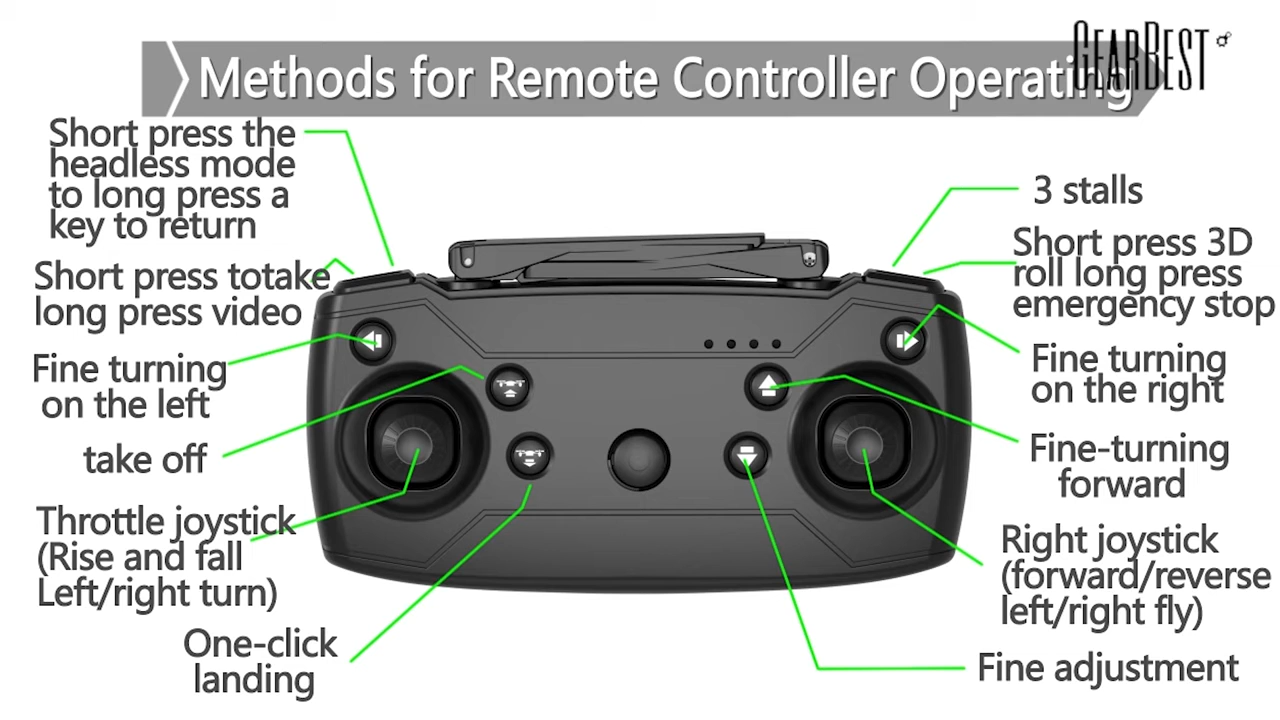 Methods for Remote Controller Operating
GEARBEST
Short press the
headless mode
to long press a
key to return
Short press totake
long press video
Fine turning
on the left
take off
Throttle joystick
(Rise and fall
Left/right turn)
One-click
landing
3 stalls
Short press 3D
roll long press
emergency stop
Fine turning
on the right
Fine-turning
forward
Right joystick
(forward/reverse
left/right fly)
Fine adjustment